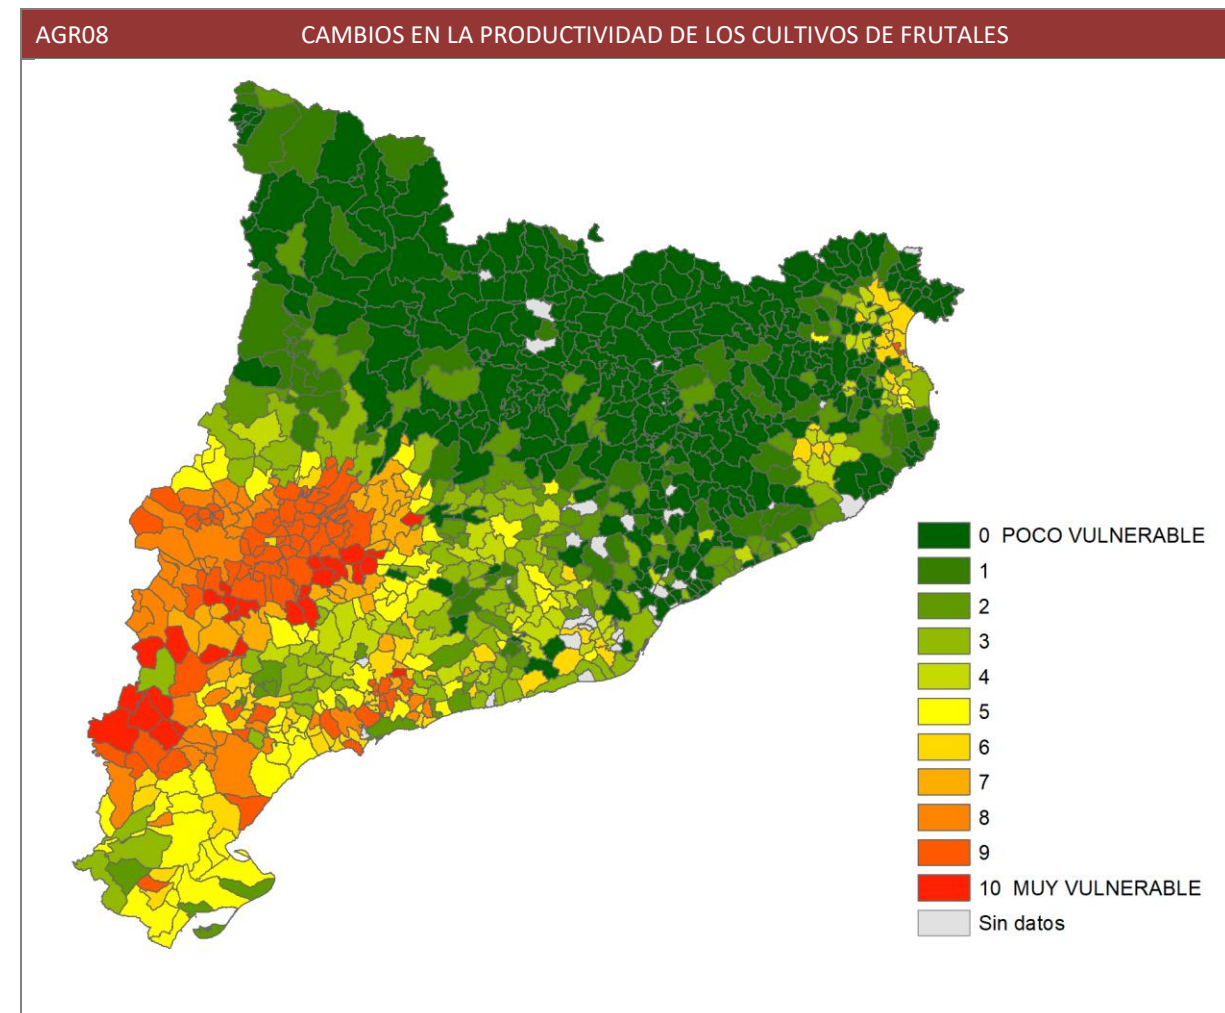 AGR08 CAMBIOS EN LA PRODUCTIVIDAD DE LOS CULTIVOS DE FRUTALES
0 POCO VULNERABLE
1
2
3
4
5
6
7
8
9
10 MUY VULNERABLE
Sin datos